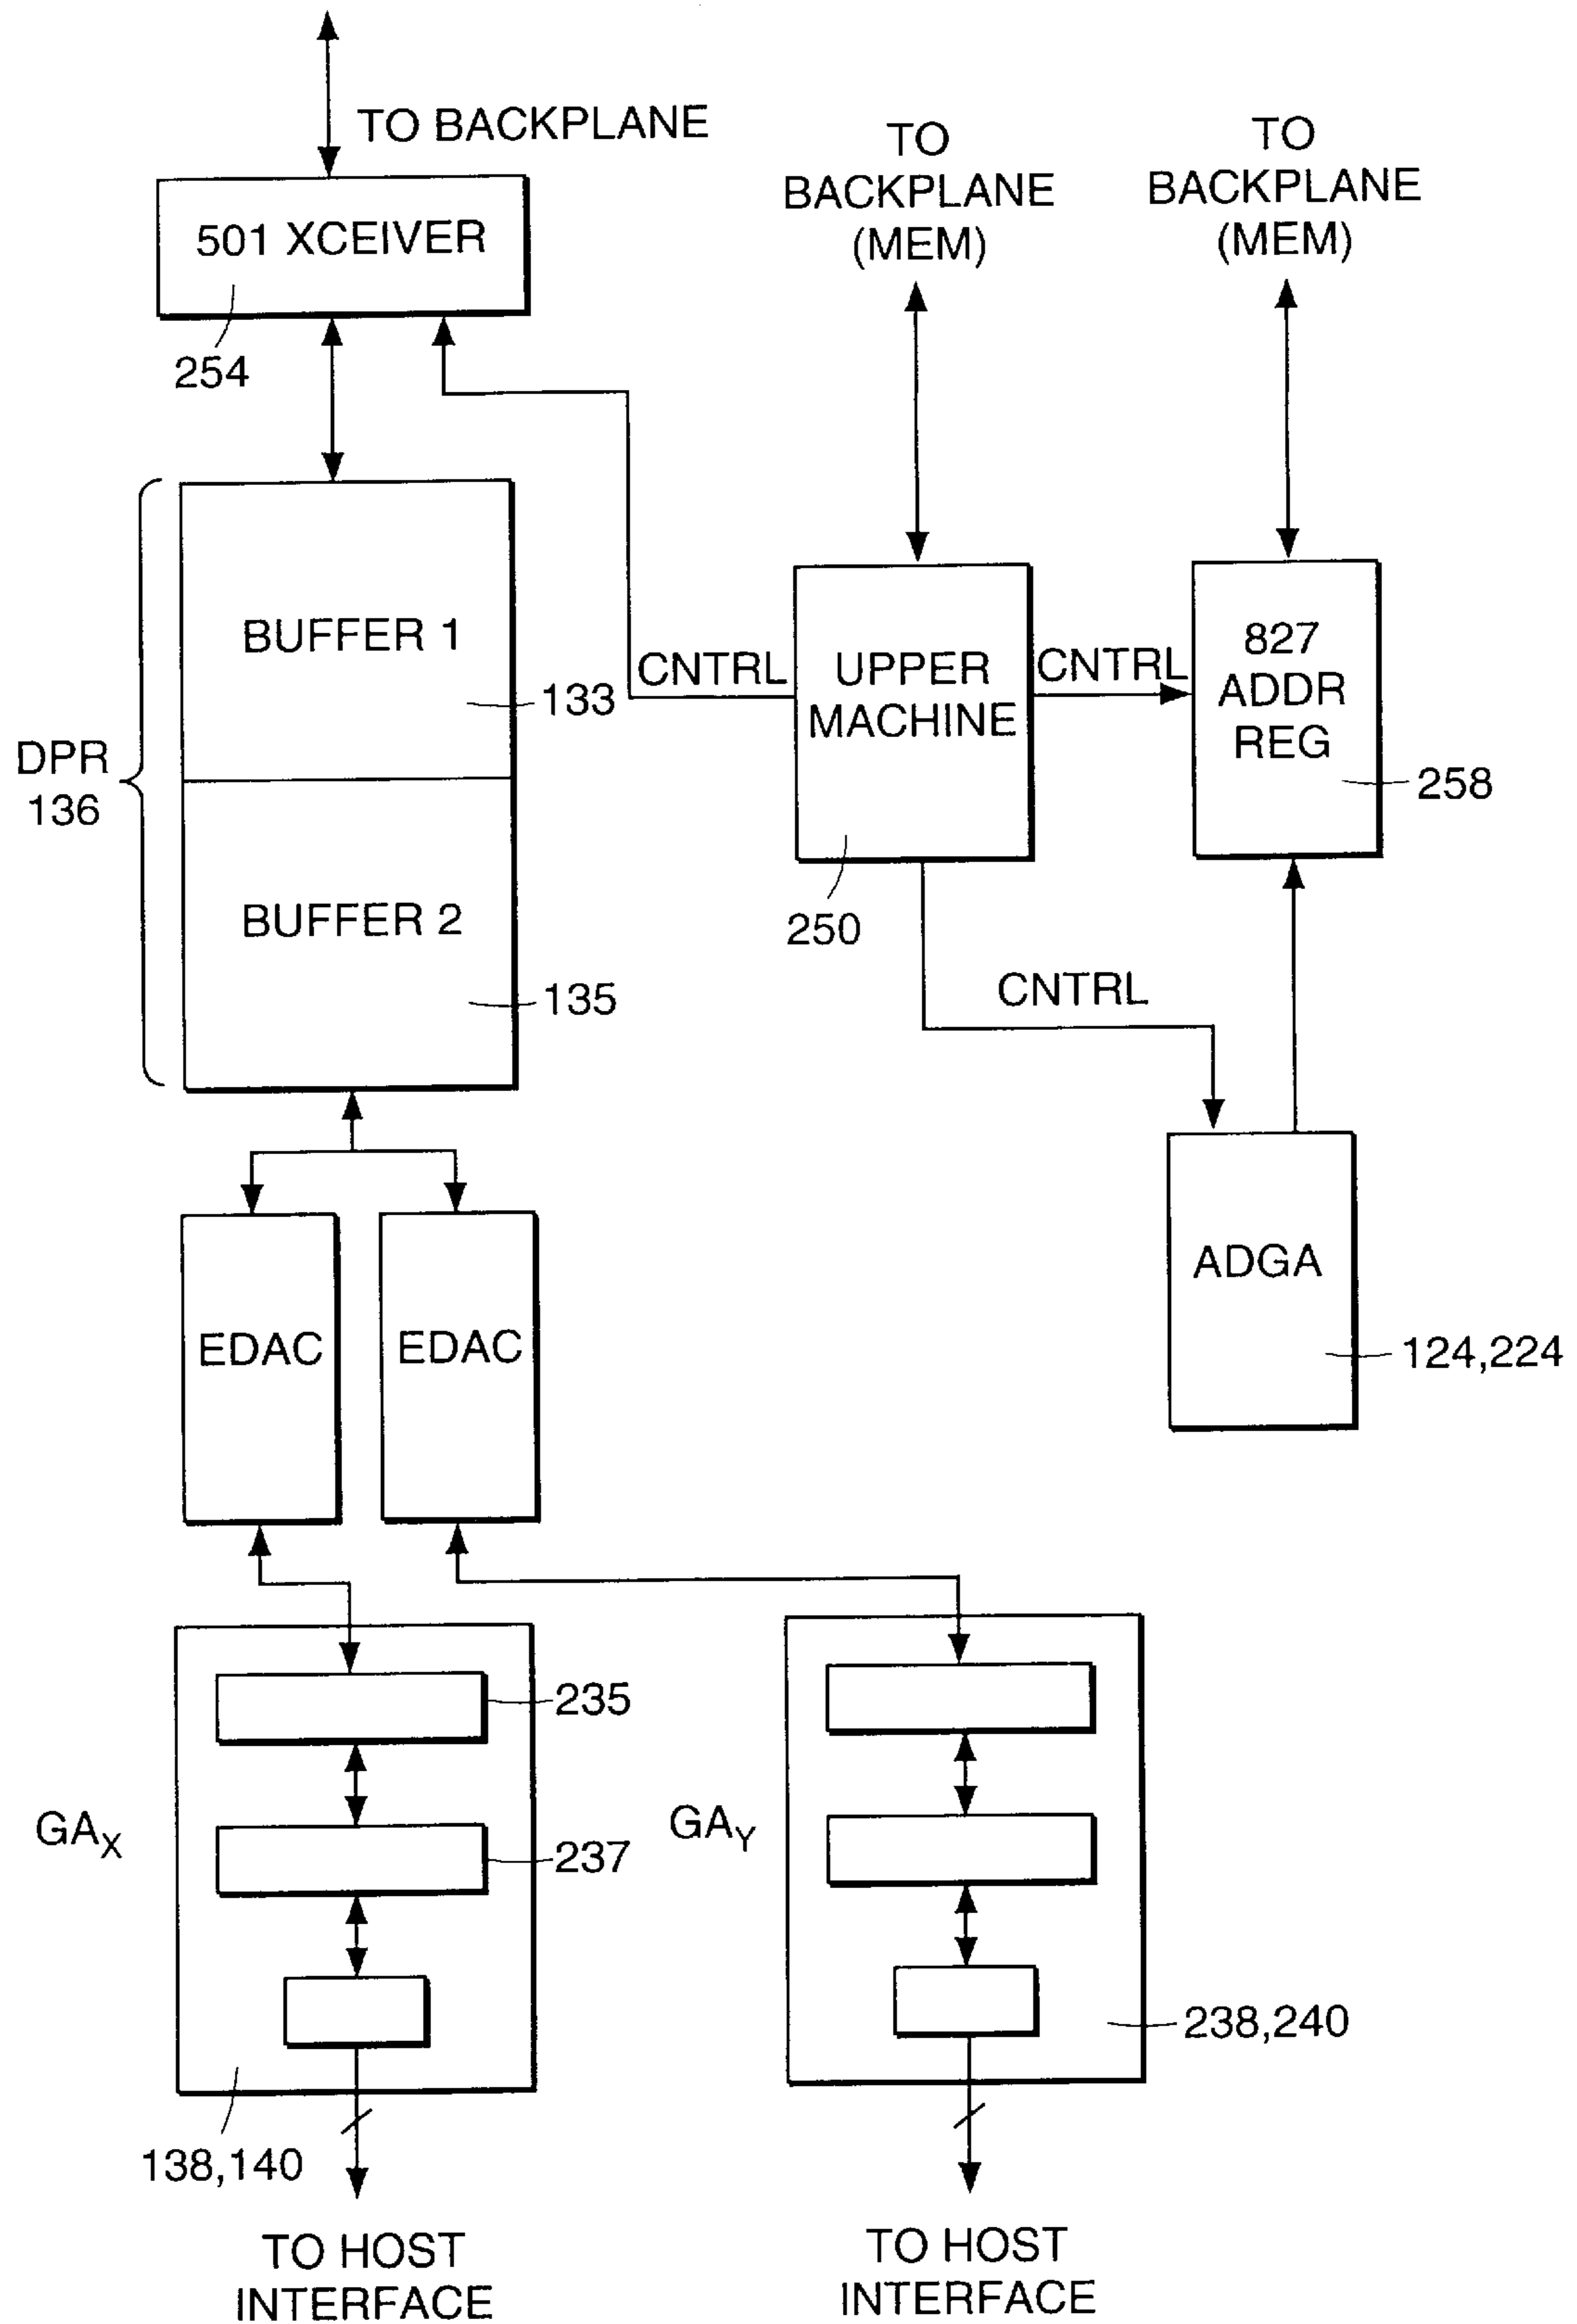 TO BACKPLANE
TO
BACKPLANE
(MEM)
TO
BACKPLANE
(MEM)
501 XCEIVER
254
BUFFER 1
133
DPR
136
BUFFER 2
135
CNTRL
UPPER
MACHINE
250
CNTRL
827
ADDR
REG
258
CNTRL
ADGA
124,224
EDAC
EDAC
235
GAX
237
138,140
GAY
238,240
TO HOST
INTERFACE
TO HOST
INTERFACE